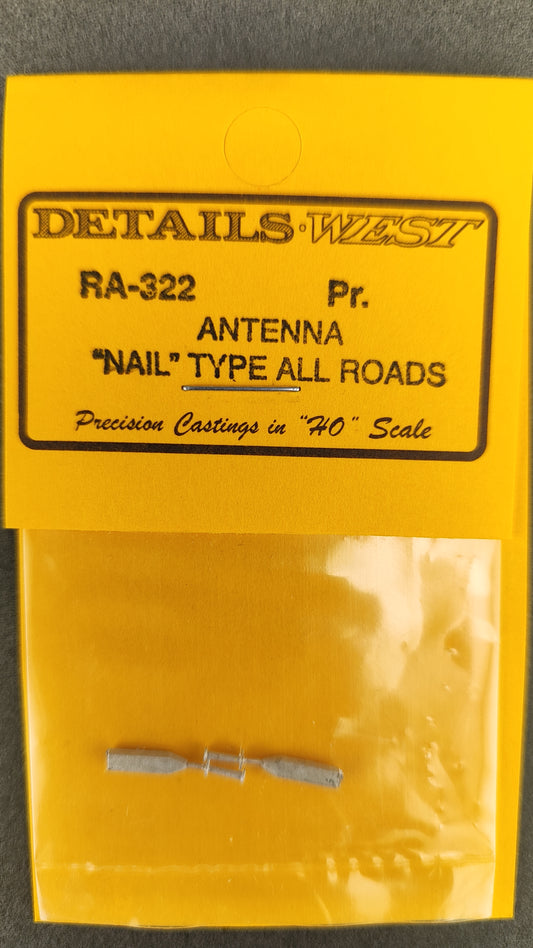 DETAILS·WEST
RA-322 Pr.
ANTENNA
"NAIL" TYPE ALL ROADS
Precision Castings in "HO" Scale